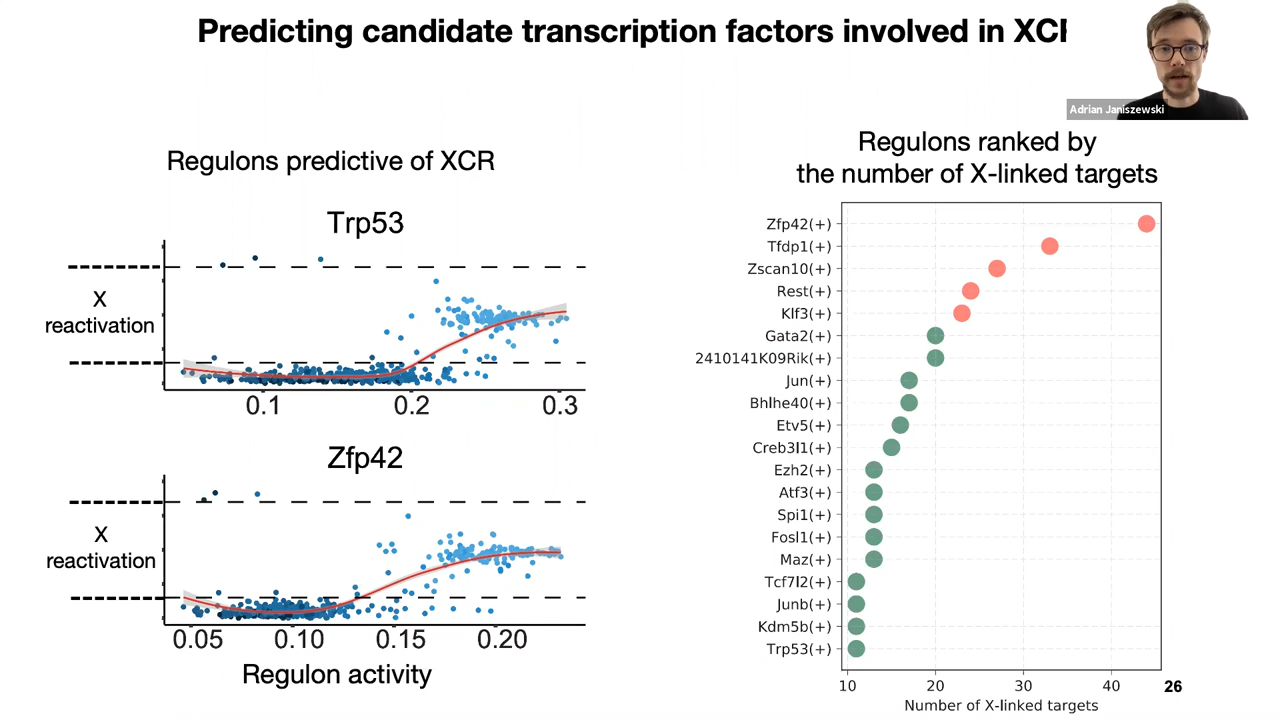 Predicting candidate transcription factors involved in XCI
Adrian Janiszewski
Regulons predictive of XCR
Trp53
X
reactivation
0.1 0.2 0.3
Zfp42
X
reactivation
0.05 0.10 0.15 0.20
Regulon activity
Regulons ranked by
the number of X-linked targets
Zfp42(+)
Tfdp1(+)
Zscan10(+)
Rest(+)
Klf3(+)
Gata2(+)
2410141K09Rik(+)
Jun(+)
Bhlhe40(+)
Etv5(+)
Creb3l1(+)
Ezh2(+)
Atf3(+)
Spi1(+)
Fosl1(+)
Maz(+)
Tcf7l2(+)
Junb(+)
Kdm5b(+)
Trp53(+)
10 20 30 40
Number of X-linked targets
26